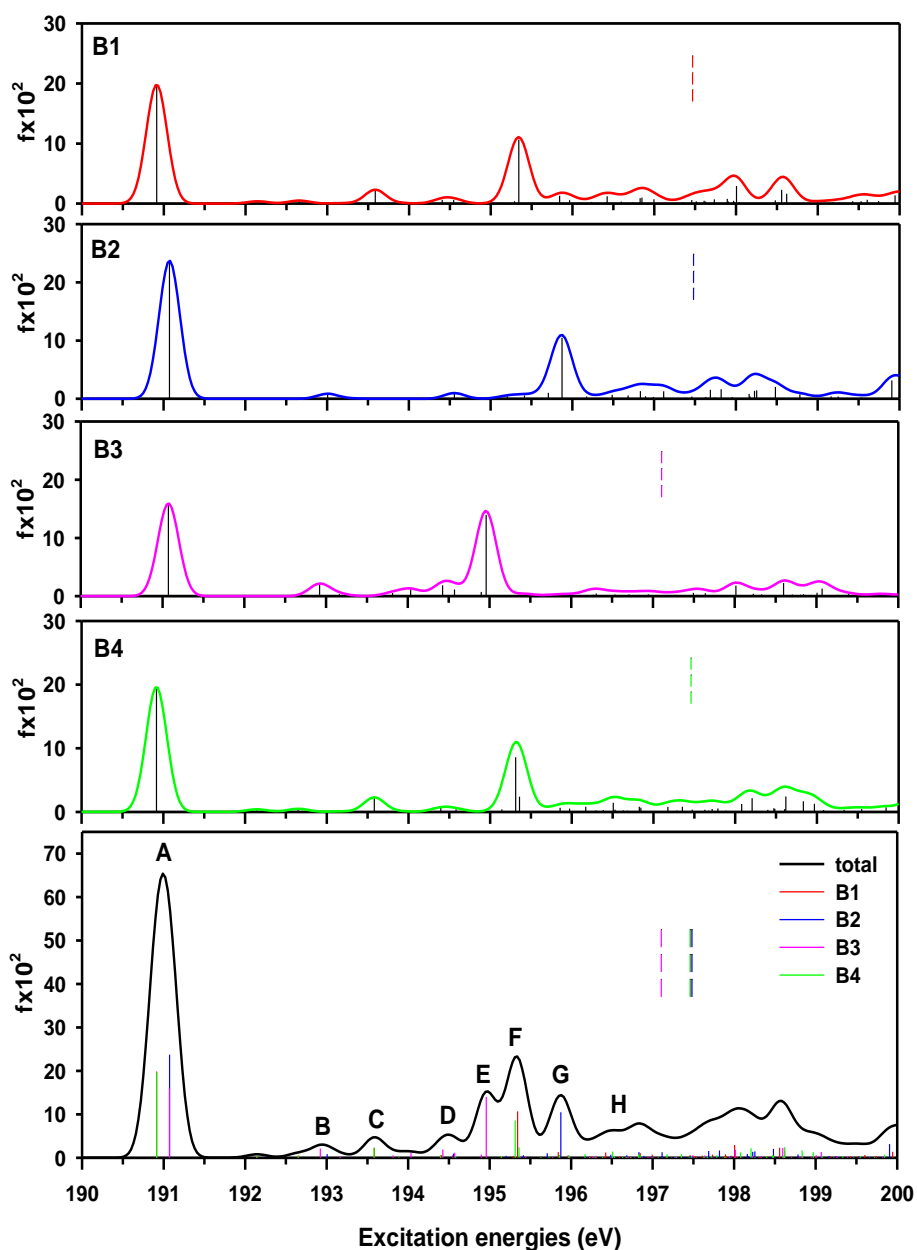 30
20
10
0
fx10²
B1
30
20
10
0
fx10²
B2
30
20
10
0
fx10²
B3
30
20
10
0
fx10²
B4
70
60
50
40
30
20
10
0
fx10²
A
B
C
D
E
F
G
H
total
B1
B2
B3
B4
190 191 192 193 194 195 196 197 198 199 200
Excitation energies (eV)